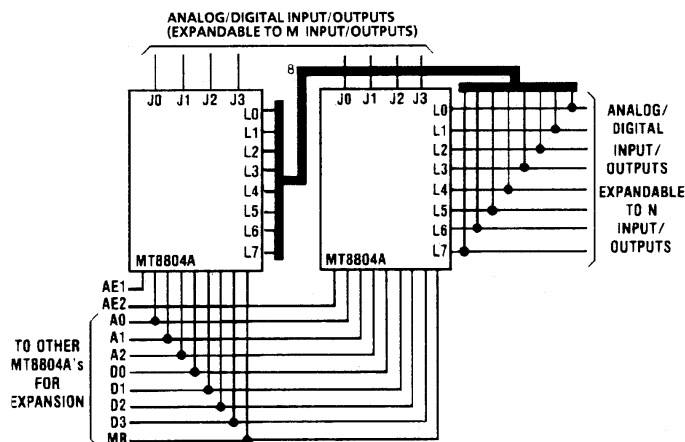 ANALOG/DIGITAL INPUT/OUTPUTS
(EXPANDABLE TO M INPUT/OUTPUTS)
8
J0 J1 J2 J3
J0 J1 J2 J3
L0
L1
L2
L3
L4
L5
L6
L7
MT8804A
L0
L1
L2
L3
L4
L5
L6
L7
MT8804A
ANALOG/
DIGITAL
INPUT/
OUTPUTS
EXPANDABLE
TO N
INPUT/
OUTPUTS
AE1
AE2
A0
A1
A2
D0
D1
D2
D3
MR
TO OTHER
MT8804A's
FOR
EXPANSION